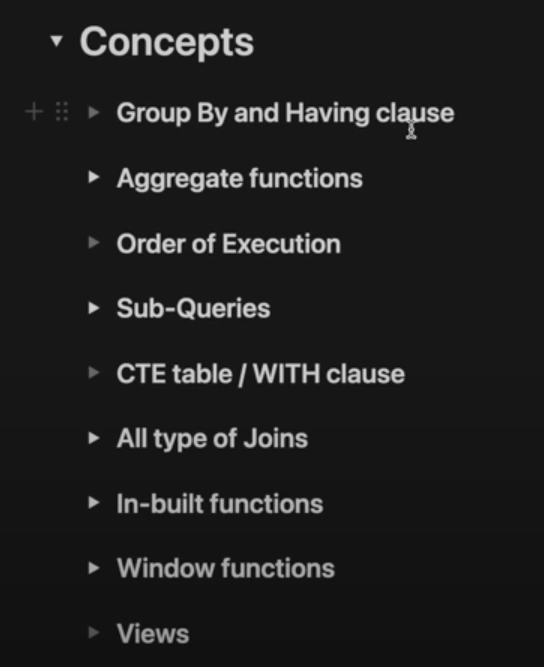 Concepts
Group By and Having clause
Aggregate functions
Order of Execution
Sub-Queries
CTE table / WITH clause
All type of Joins
In-built functions
Window functions
Views